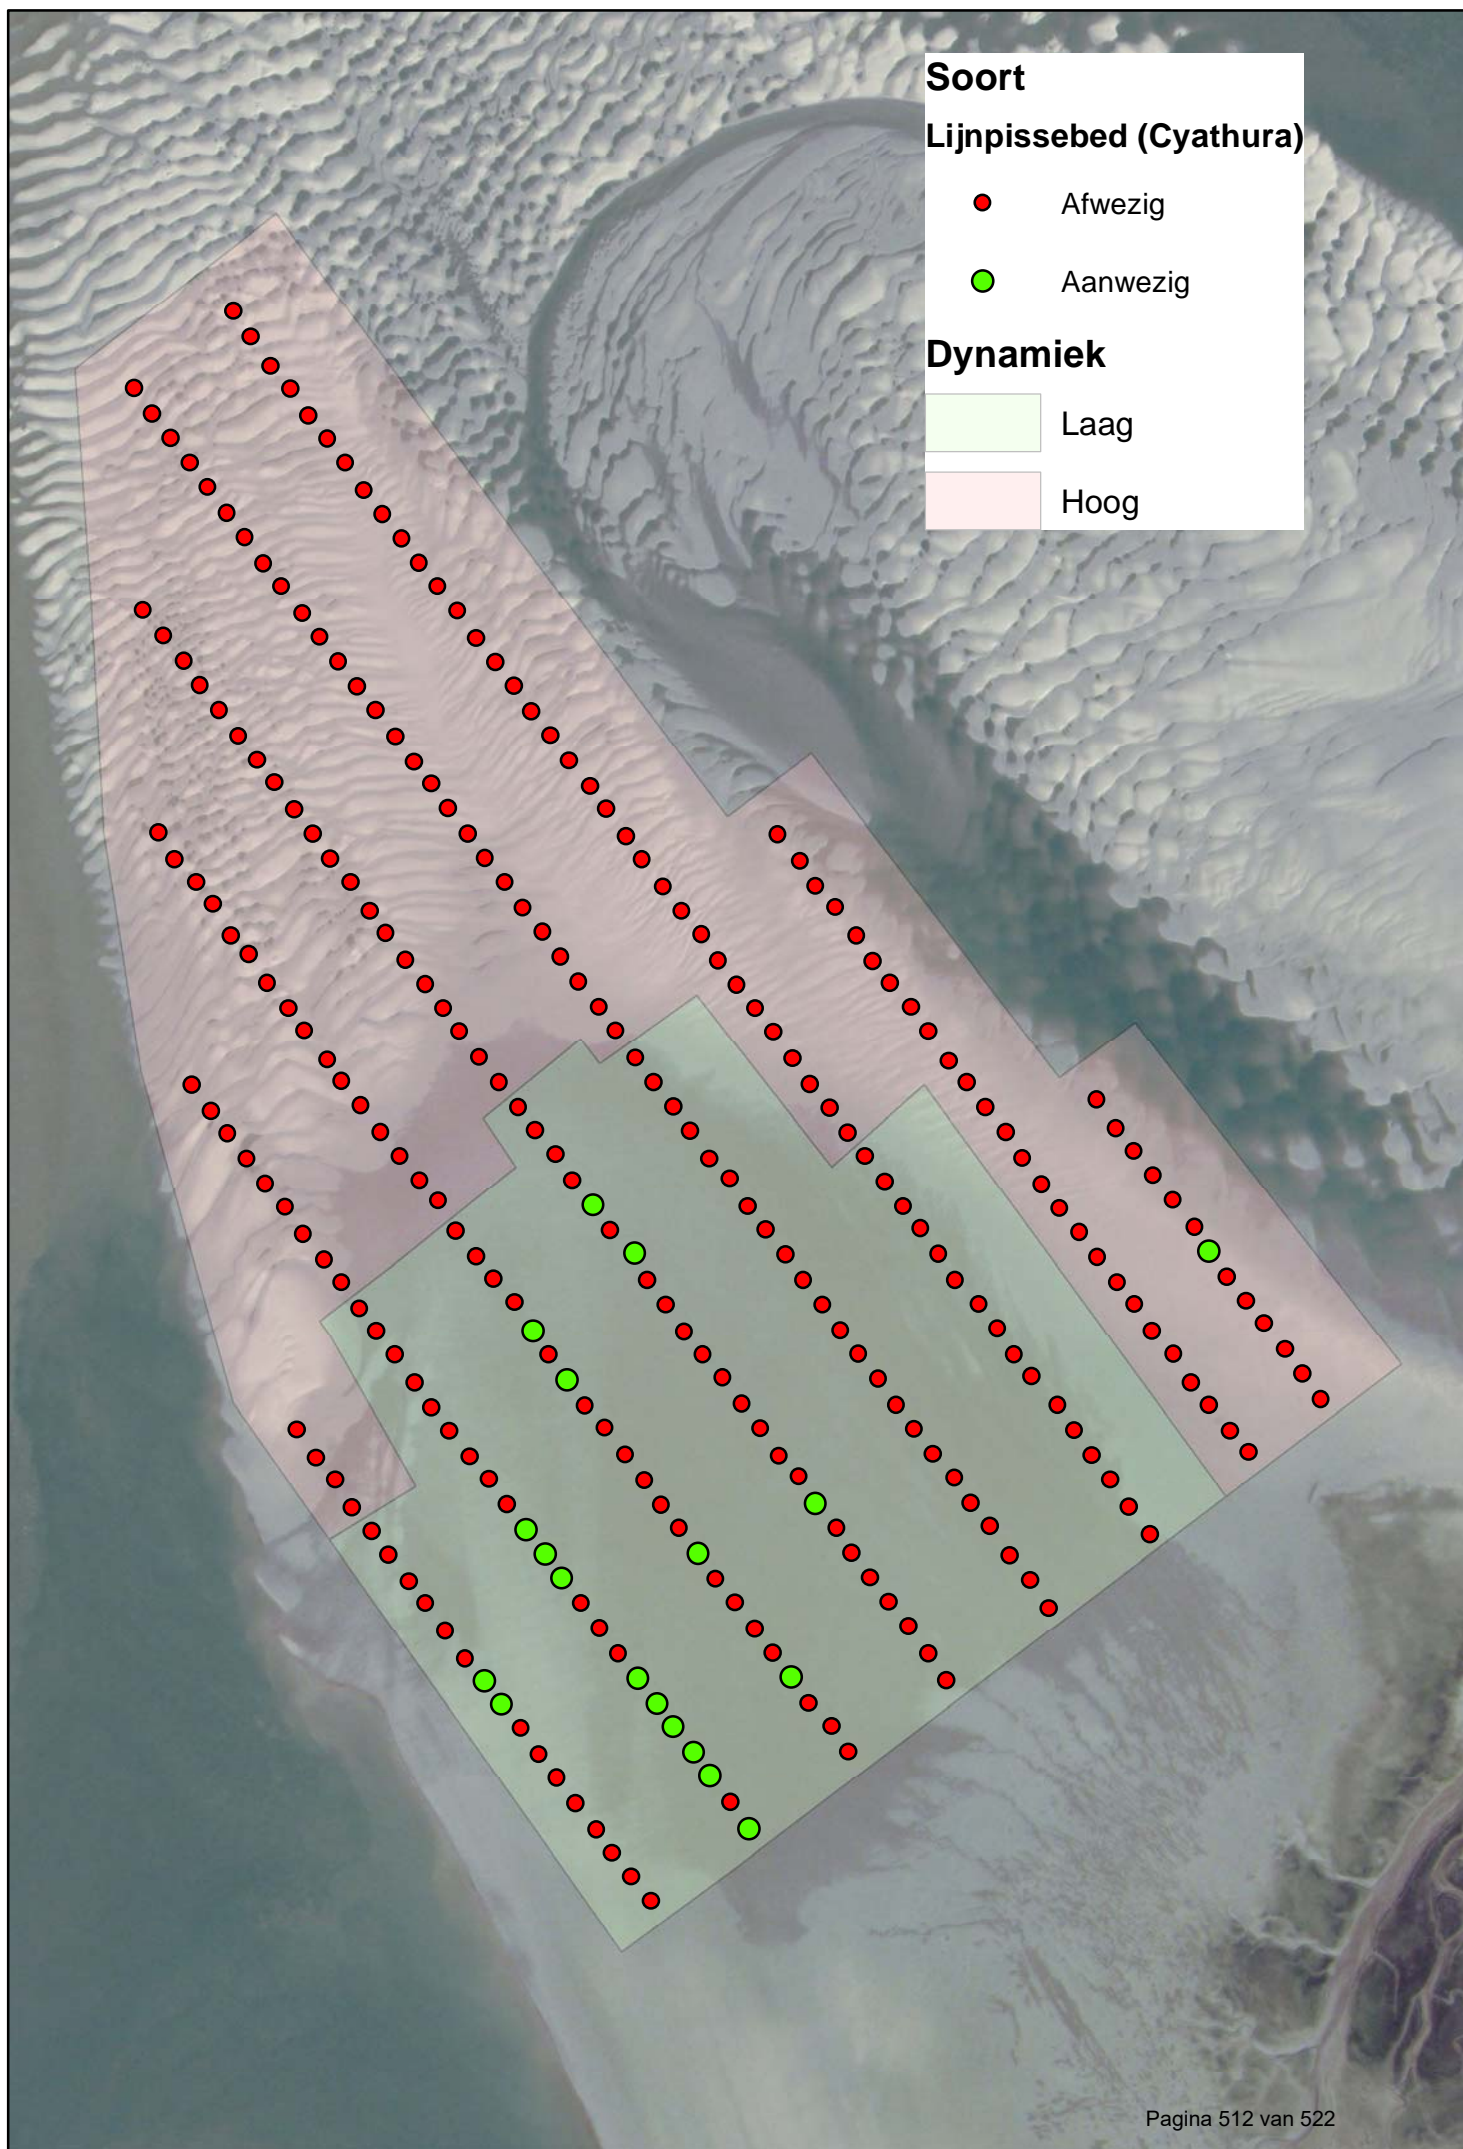 Soort
Lijnpissebed (Cyathura)
Afwezig
Aanwezig
Dynamiek
Laag
Hoog
Pagina 512 van 522